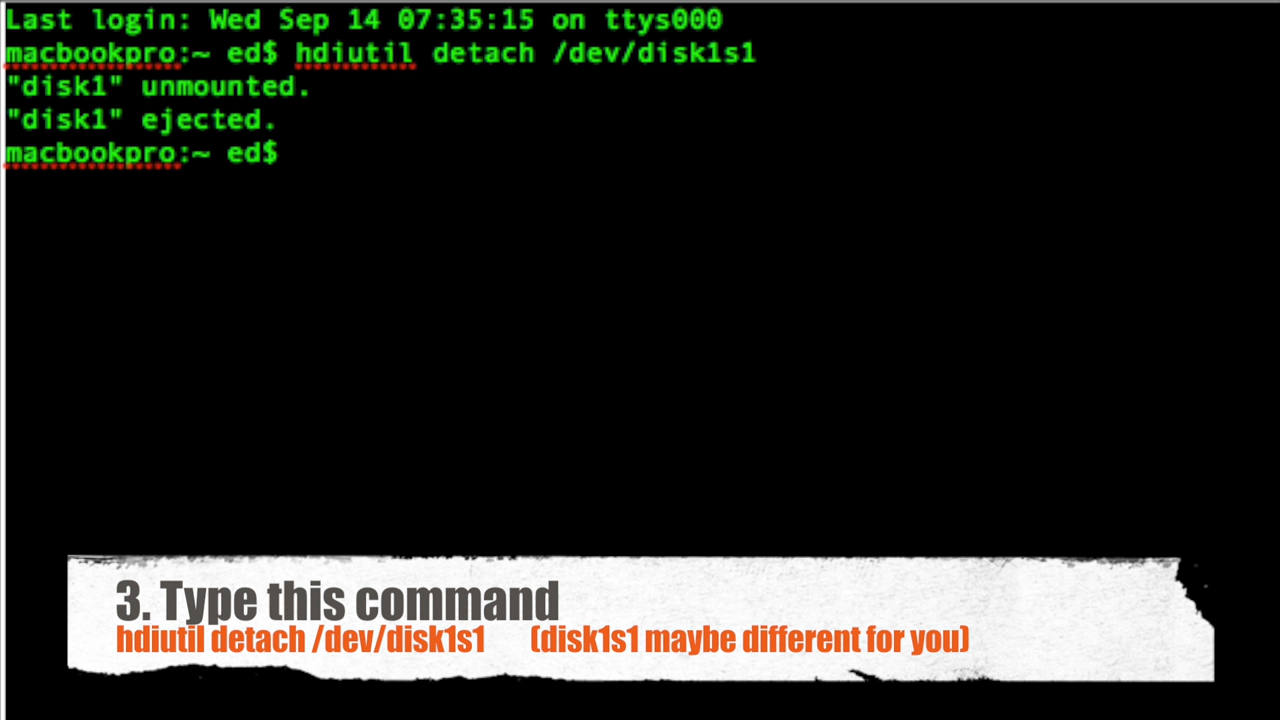 Last login: Wed Sep 14 07:35:15 on ttys000
macbookpro:~ ed$ hdiutil detach /dev/disk1s1
"disk1" unmounted.
"disk1" ejected.
macbookpro:~ ed$
3. Type this command
hdiutil detach /dev/disk1s1 (disk1s1 maybe different for you)